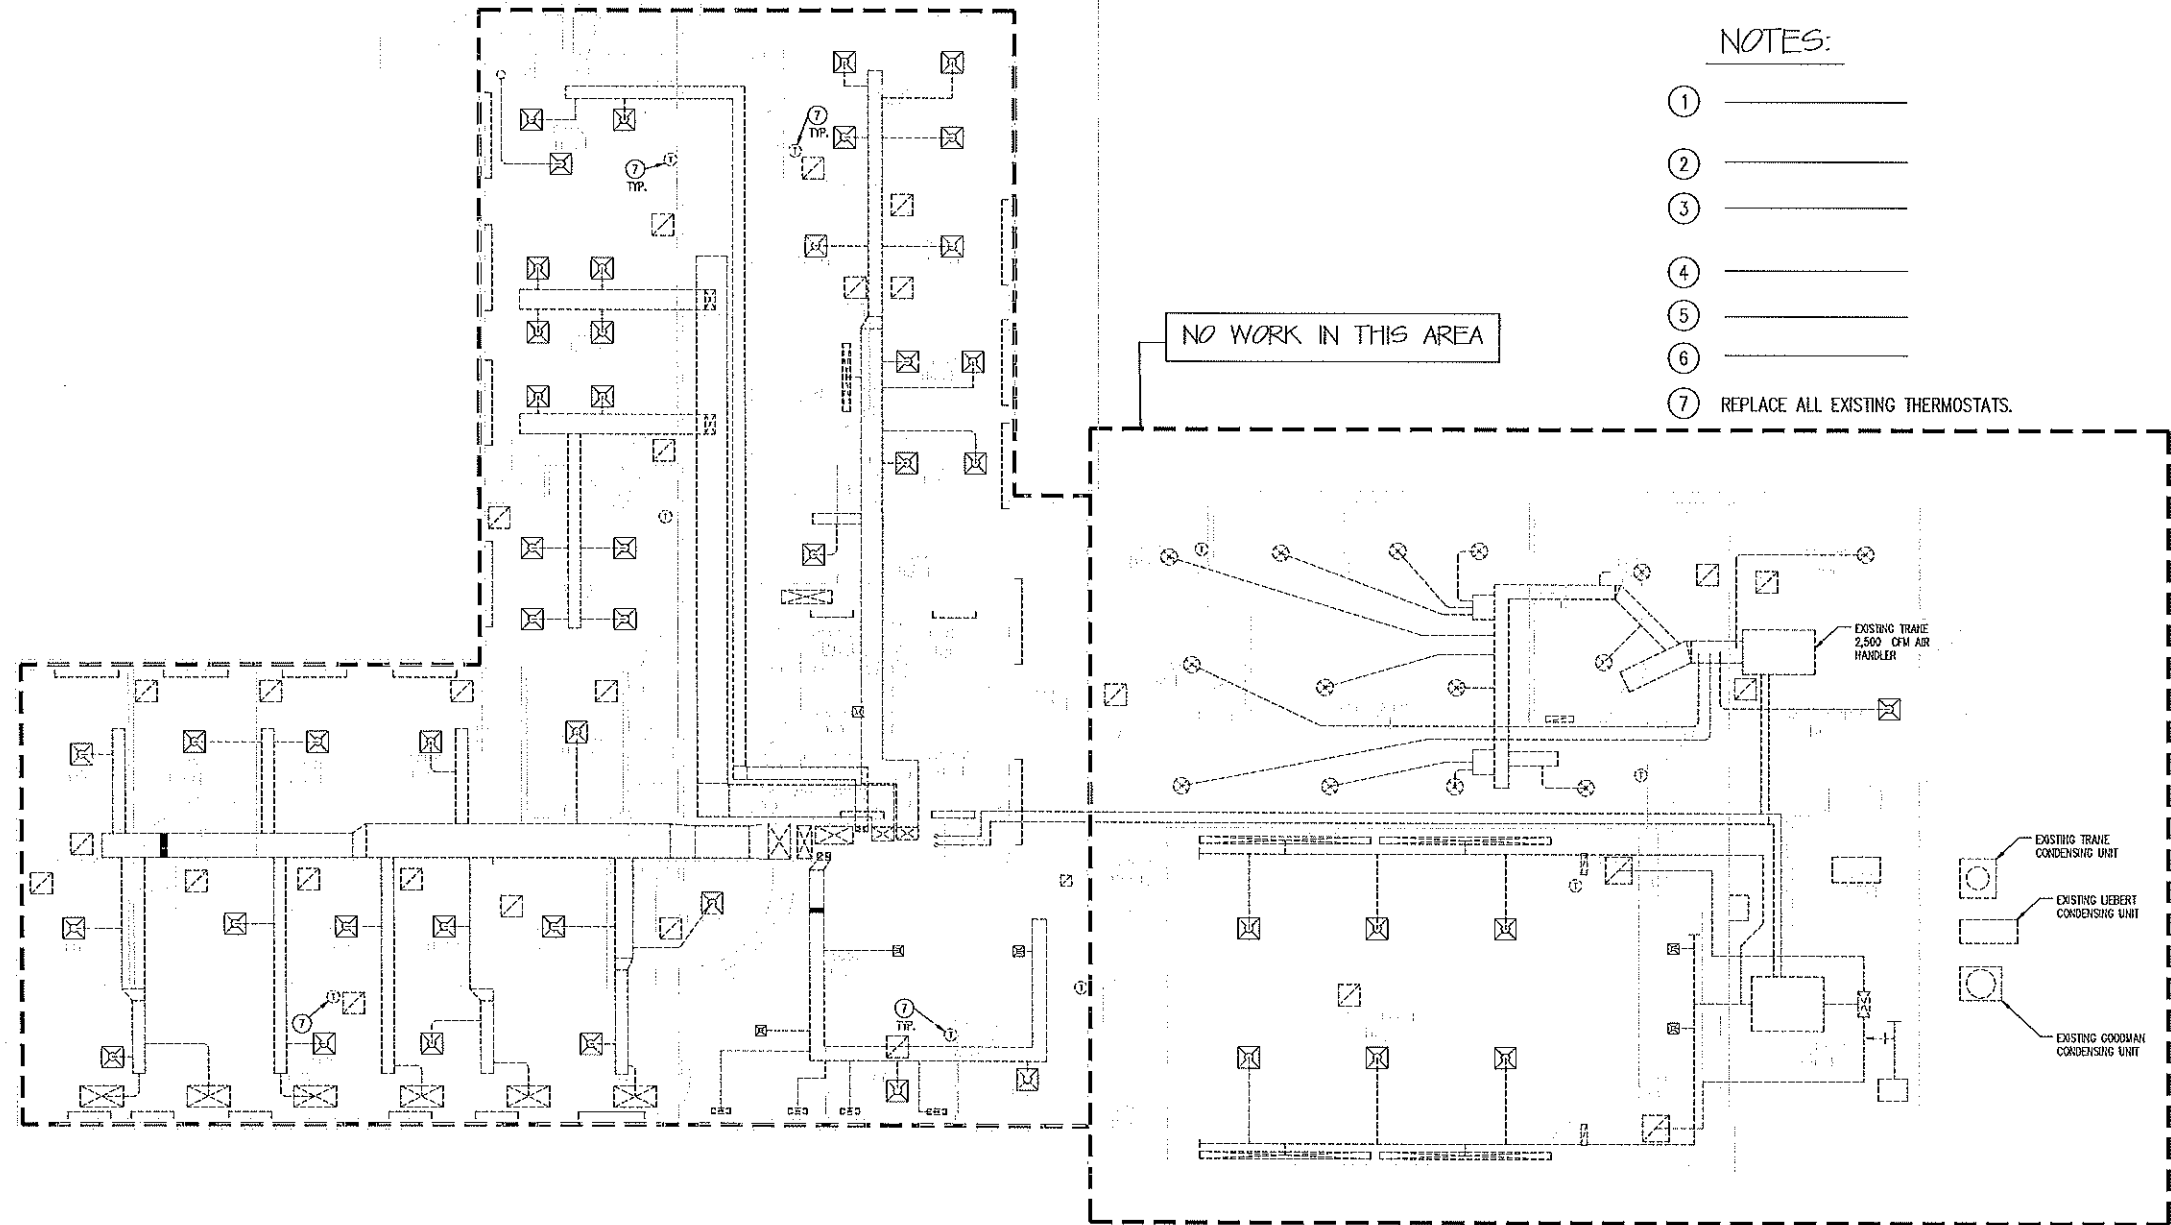 NOTES:
1
2
3
4
5
6
7 REPLACE ALL EXISTING THERMOSTATS.
NO WORK IN THIS AREA
7
TYP.
7
TYP.
T
T
T
T
T
T
T
T
EXISTING TRANE
2,500 CFM AIR
HANDLER
EXISTING TRANE
CONDENSING UNIT
EXISTING LIEBERT
CONDENSING UNIT
EXISTING GOODMAN
CONDENSING UNIT
7
T
7
TYP.
T